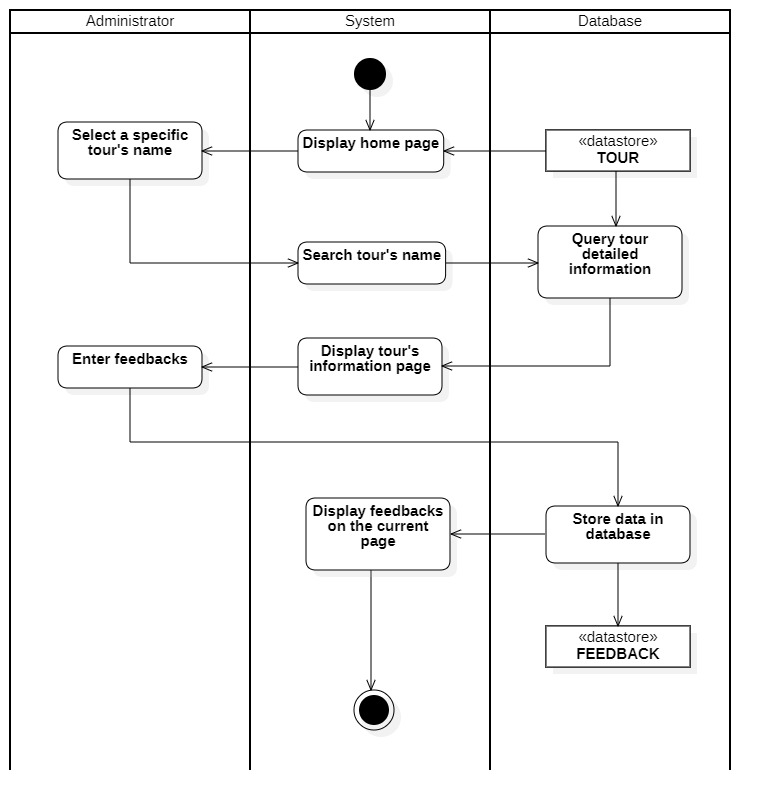 Administrator
System
Database
Select a specific
tour's name
Display home page
«datastore»
TOUR
Search tour's name
Query tour
detailed
information
Enter feedbacks
Display tour's
information page
Display feedbacks
on the current
page
Store data in
database
«datastore»
FEEDBACK